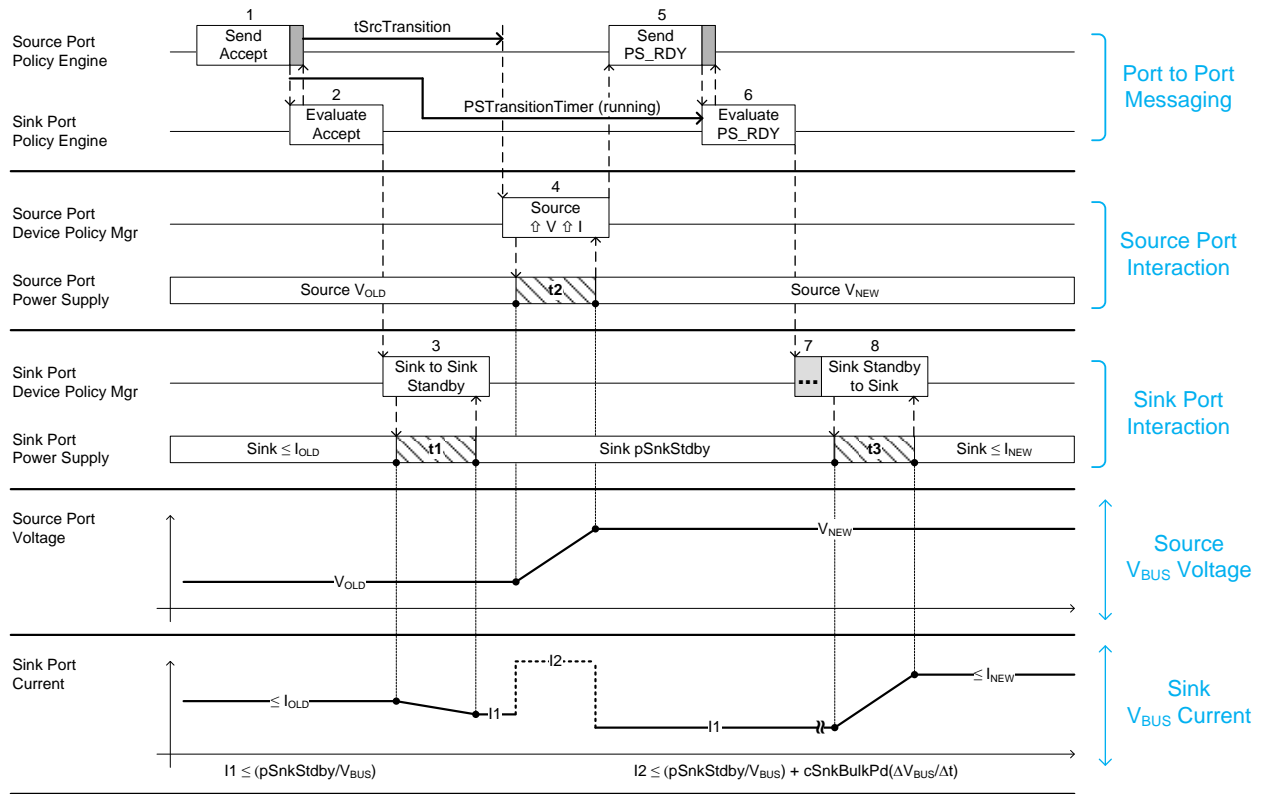 1
Source Port
Policy Engine
Send
Accept
tSrcTransition
5
Send
PS_RDY
2
Sink Port
Policy Engine
Evaluate
Accept
PSTransitionTimer (running)
6
Evaluate
PS_RDY
Port to Port
Messaging
Source Port
Device Policy Mgr
4
Source
⇧ V ⇧ I
Source Port
Power Supply
Source VOLD
t2
Source VNEW
Source Port
Interaction
Sink Port
Device Policy Mgr
3
Sink to Sink
Standby
7
...
8
Sink Standby
to Sink
Sink Port
Power Supply
Sink ≤ IOLD
t1
Sink pSnkStdby
t3
Sink ≤ INEW
Sink Port
Interaction
Source Port
Voltage
VOLD
VNEW
Source
VBUS Voltage
Sink Port
Current
≤ IOLD
I1
I2
I1
≤ INEW
Sink
VBUS Current
I1 ≤ (pSnkStdby/VBUS)
I2 ≤ (pSnkStdby/VBUS) + cSnkBulkPd(ΔVBUS/Δt)